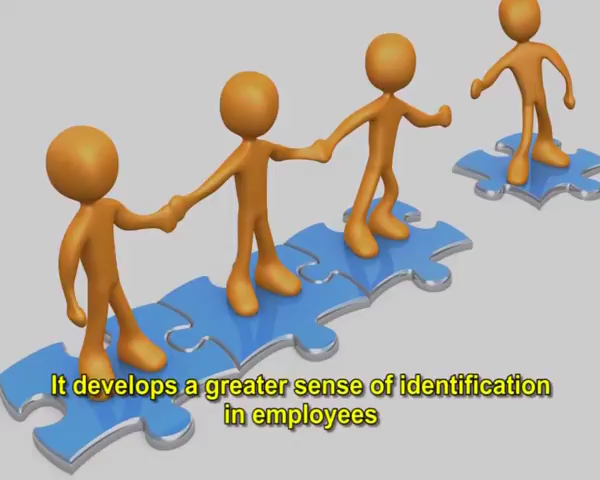 It develops a greater sense of identification
in employees